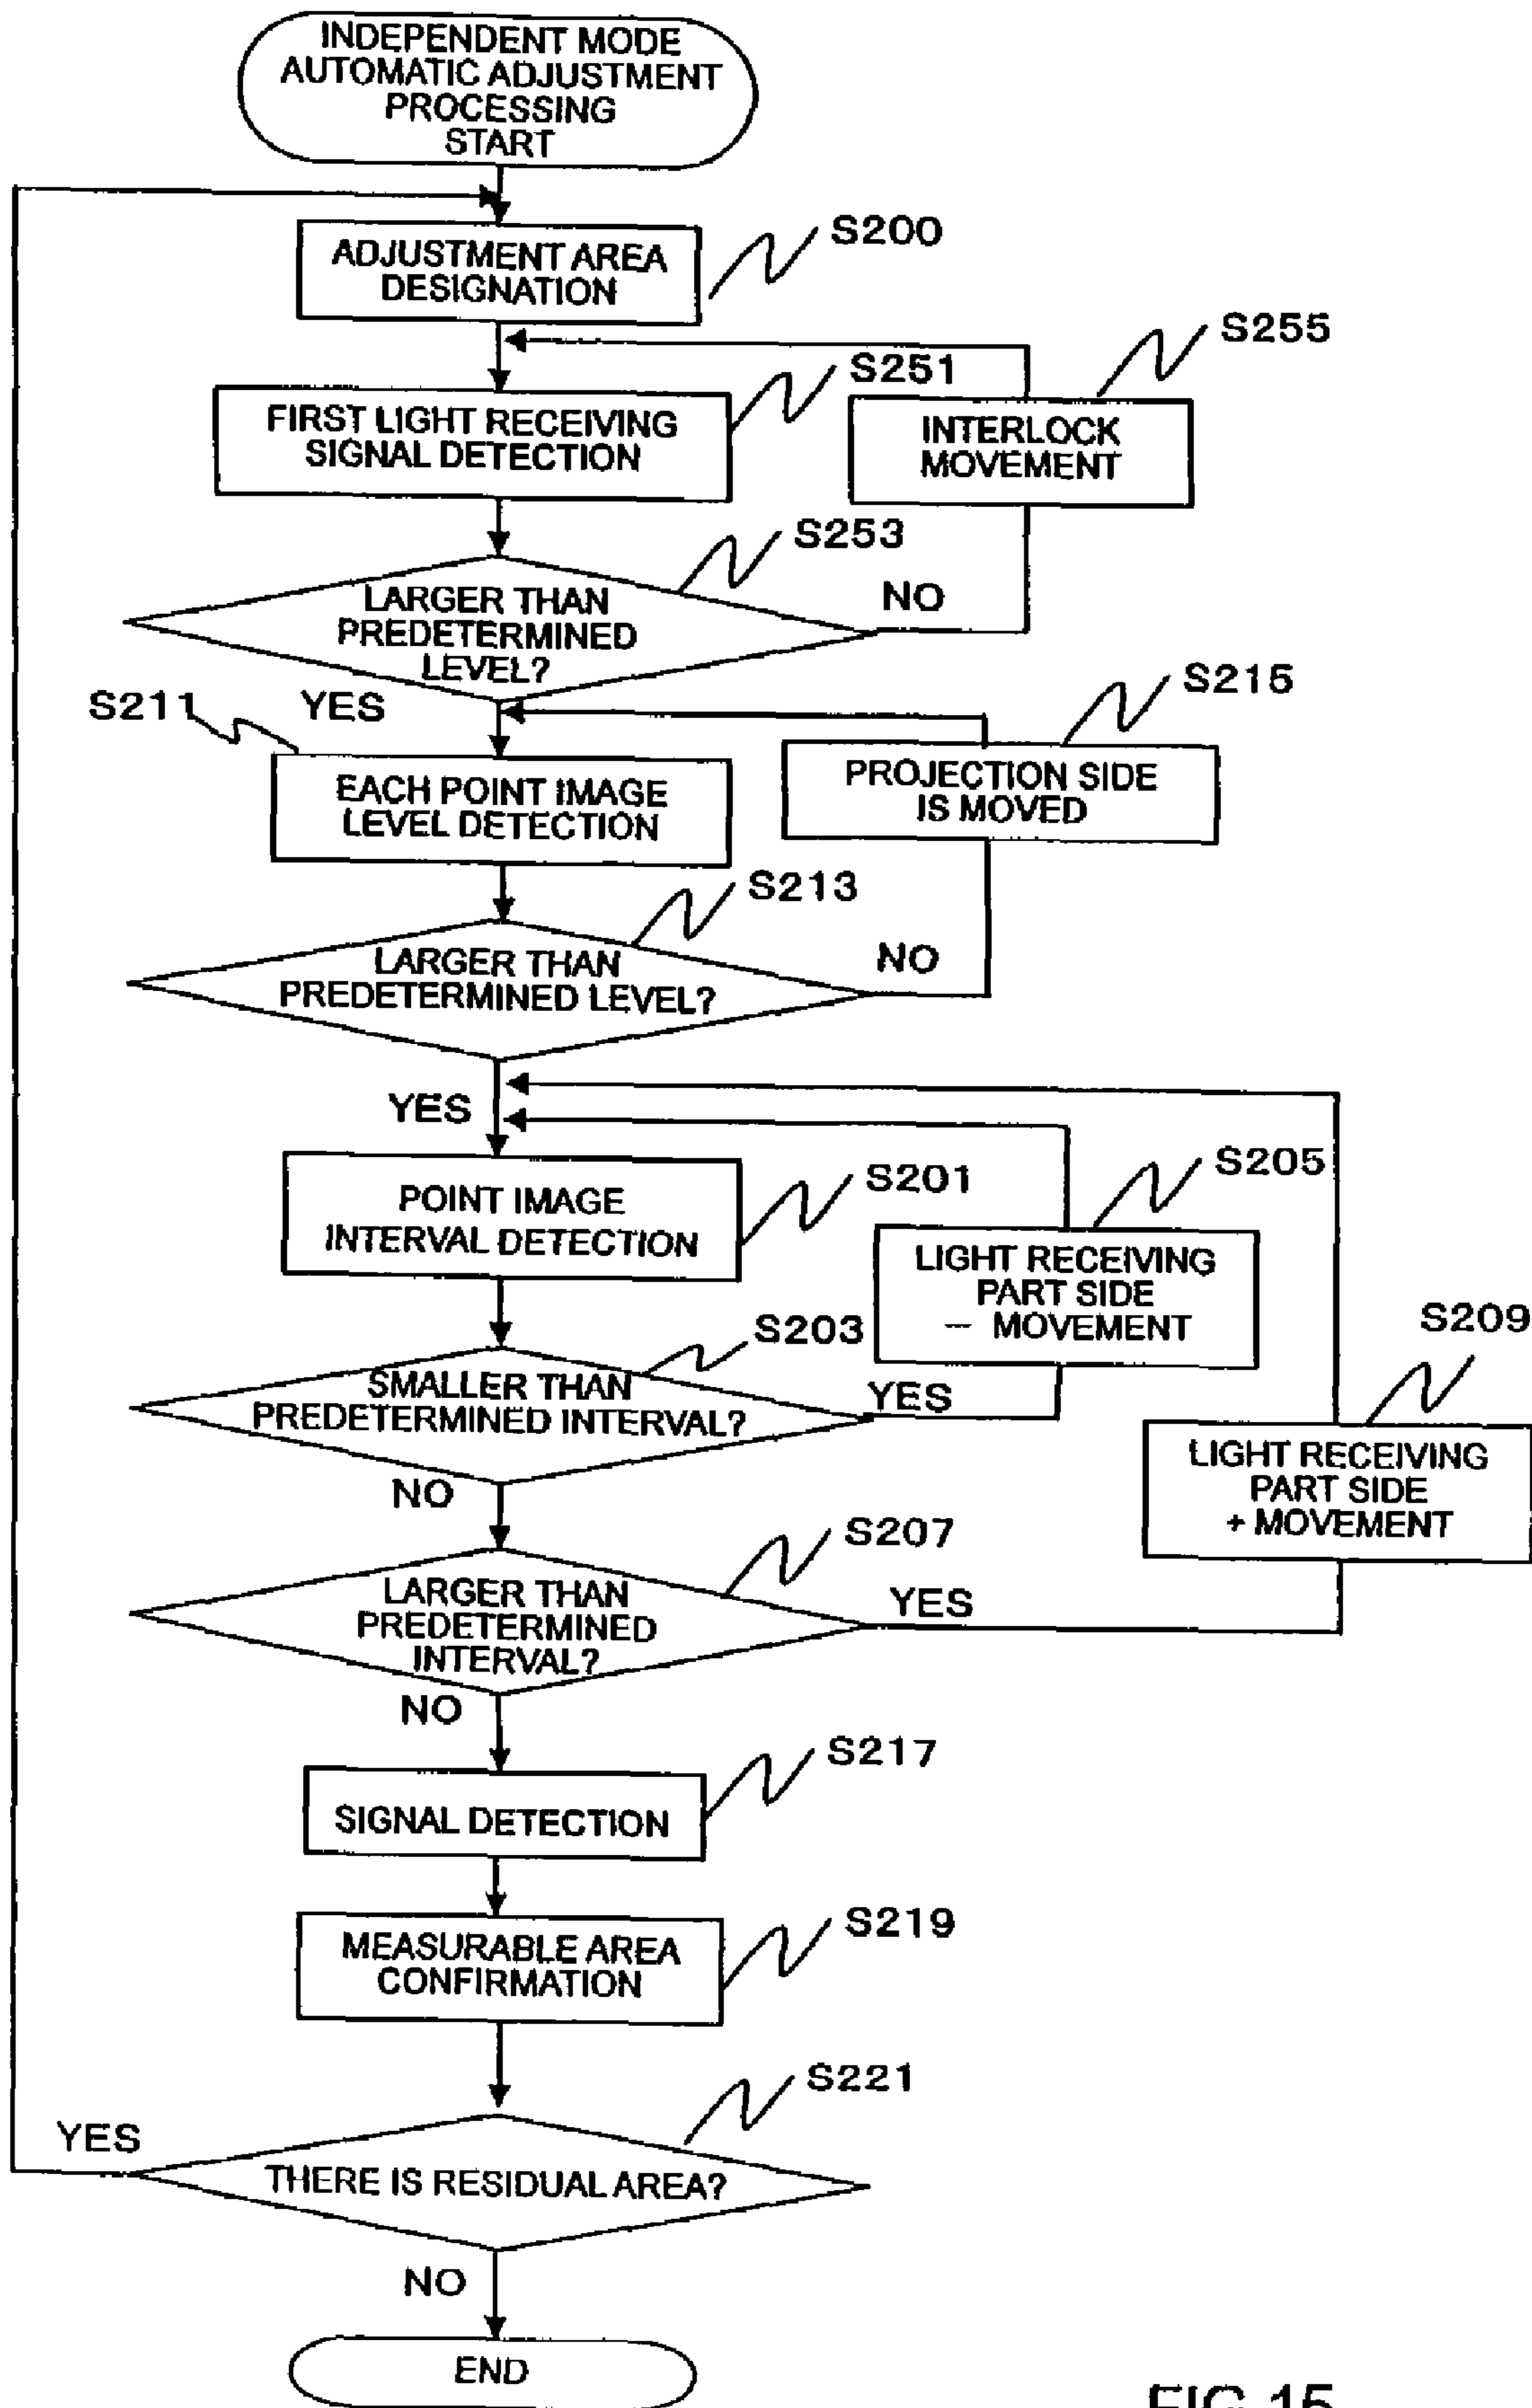 INDEPENDENT MODE
AUTOMATIC ADJUSTMENT
PROCESSING
START
S200
ADJUSTMENT AREA
DESIGNATION
S255
S251
FIRST LIGHT RECEIVING
SIGNAL DETECTION
INTERLOCK
MOVEMENT
S253
LARGER THAN
PREDETERMINED
LEVEL?
NO
YES
S211
S215
EACH POINT IMAGE
LEVEL DETECTION
PROJECTION SIDE
IS MOVED
S213
LARGER THAN
PREDETERMINED LEVEL?
NO
YES
S201
POINT IMAGE
INTERVAL DETECTION
S205
LIGHT RECEIVING
PART SIDE
— MOVEMENT
S203
SMALLER THAN
PREDETERMINED INTERVAL?
YES
NO
S209
LIGHT RECEIVING
PART SIDE
+ MOVEMENT
S207
LARGER THAN
PREDETERMINED
INTERVAL?
YES
NO
S217
SIGNAL DETECTION
S219
MEASURABLE AREA
CONFIRMATION
S221
THERE IS RESIDUAL AREA?
YES
NO
END
FIG.15